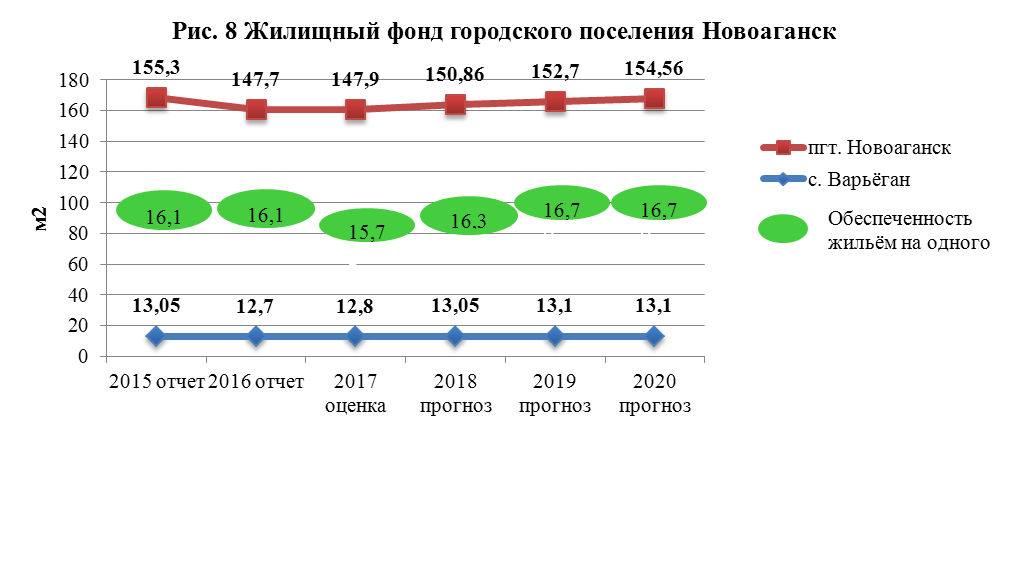 Рис. 8 Жилищный фонд городского поселения Новоаганск
м2
180
160
140
120
100
80
60
40
20
0
155,3
147,7
147,9
150,86
152,7
154,56
16,1
16,1
15,7
16,3
16,7
16,7
13,05
12,7
12,8
13,05
13,1
13,1
2015 отчет
2016 отчет
2017
оценка
2018
прогноз
2019
прогноз
2020
прогноз
пгт. Новоаганск
с. Варьёган
Обеспеченность
жильём на одного